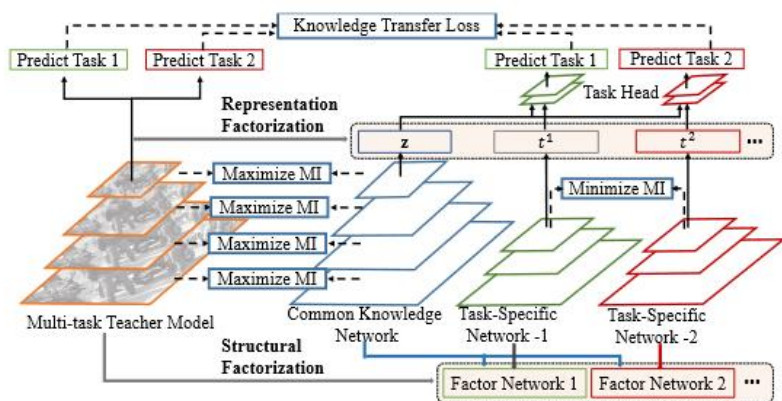 Knowledge Transfer Loss
Predict Task 1
Predict Task 2
Predict Task 1
Predict Task 2
Task Head
Representation
Factorization
z
t¹
t²
...
Maximize MI
Maximize MI
Maximize MI
Maximize MI
Minimize MI
Multi-task Teacher Model
Common Knowledge
Network
Task-Specific
Network -1
Task-Specific
Network -2
Structural
Factorization
Factor Network 1
Factor Network 2
...